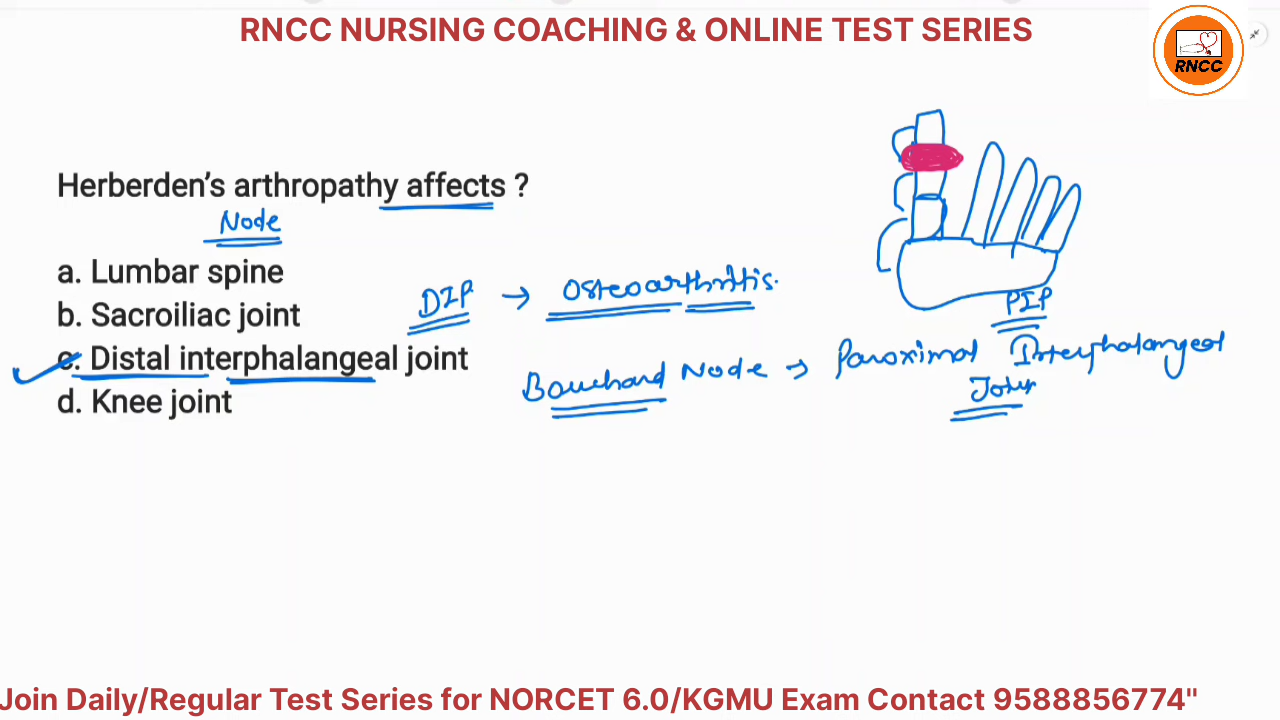 RNCC NURSING COACHING & ONLINE TEST SERIES
RNCC
Herberden's arthropathy affects ?
Node
a. Lumbar spine
b. Sacroiliac joint
c. Distal interphalangeal joint
d. Knee joint
DIP → Osteoarthritis.
PIP
Bouchard Node → Paroximal Interphalangeal
Joint
Join Daily/Regular Test Series for NORCET 6.0/KGMU Exam Contact 9588856774"